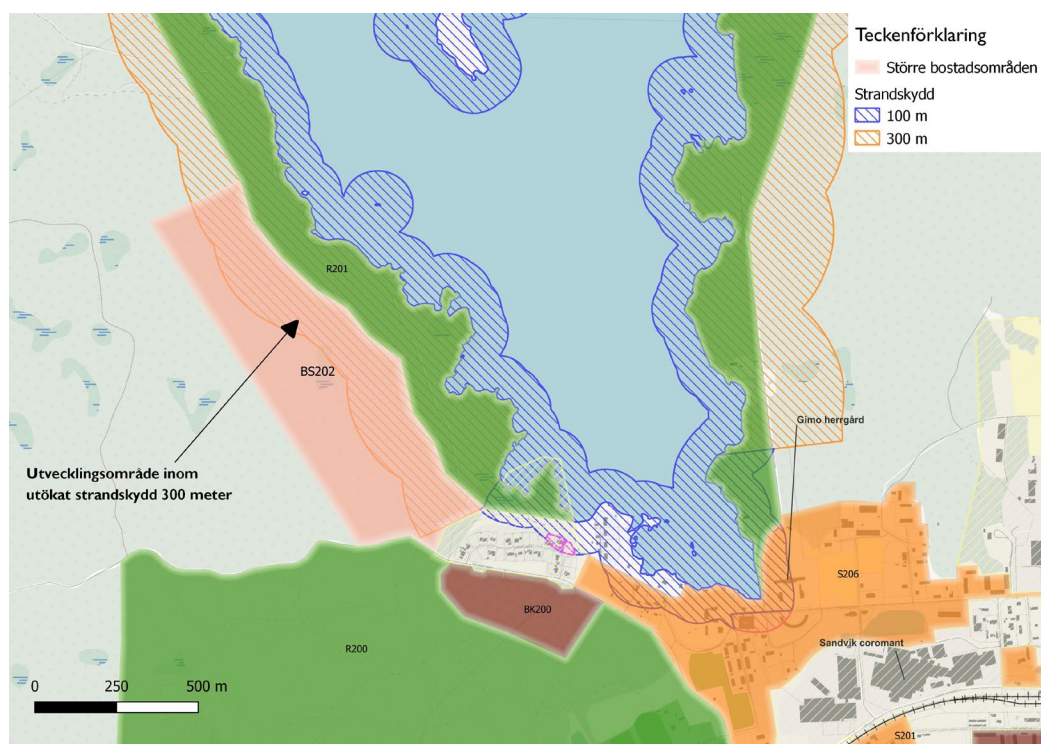 Teckenförklaring
Större bostadsområden
Strandskydd
100 m
300 m
R201
BS202
Gimo herrgård
Utvecklingsområde inom
utökat strandskydd 300 meter
S206
BK200
R200
Sandvik coromant
0 250 500 m
S201